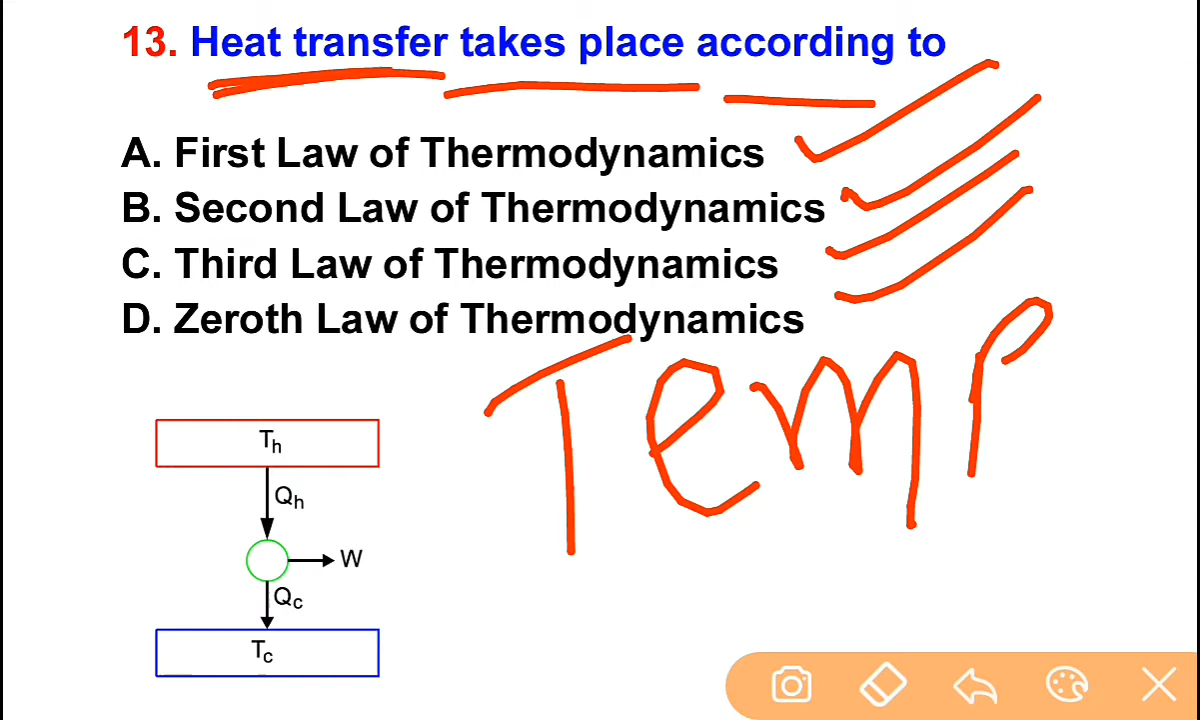 13. Heat transfer takes place according to
A. First Law of Thermodynamics
B. Second Law of Thermodynamics
C. Third Law of Thermodynamics
D. Zeroth Law of Thermodynamics
Temp
Th
Qh
W
Qc
Tc